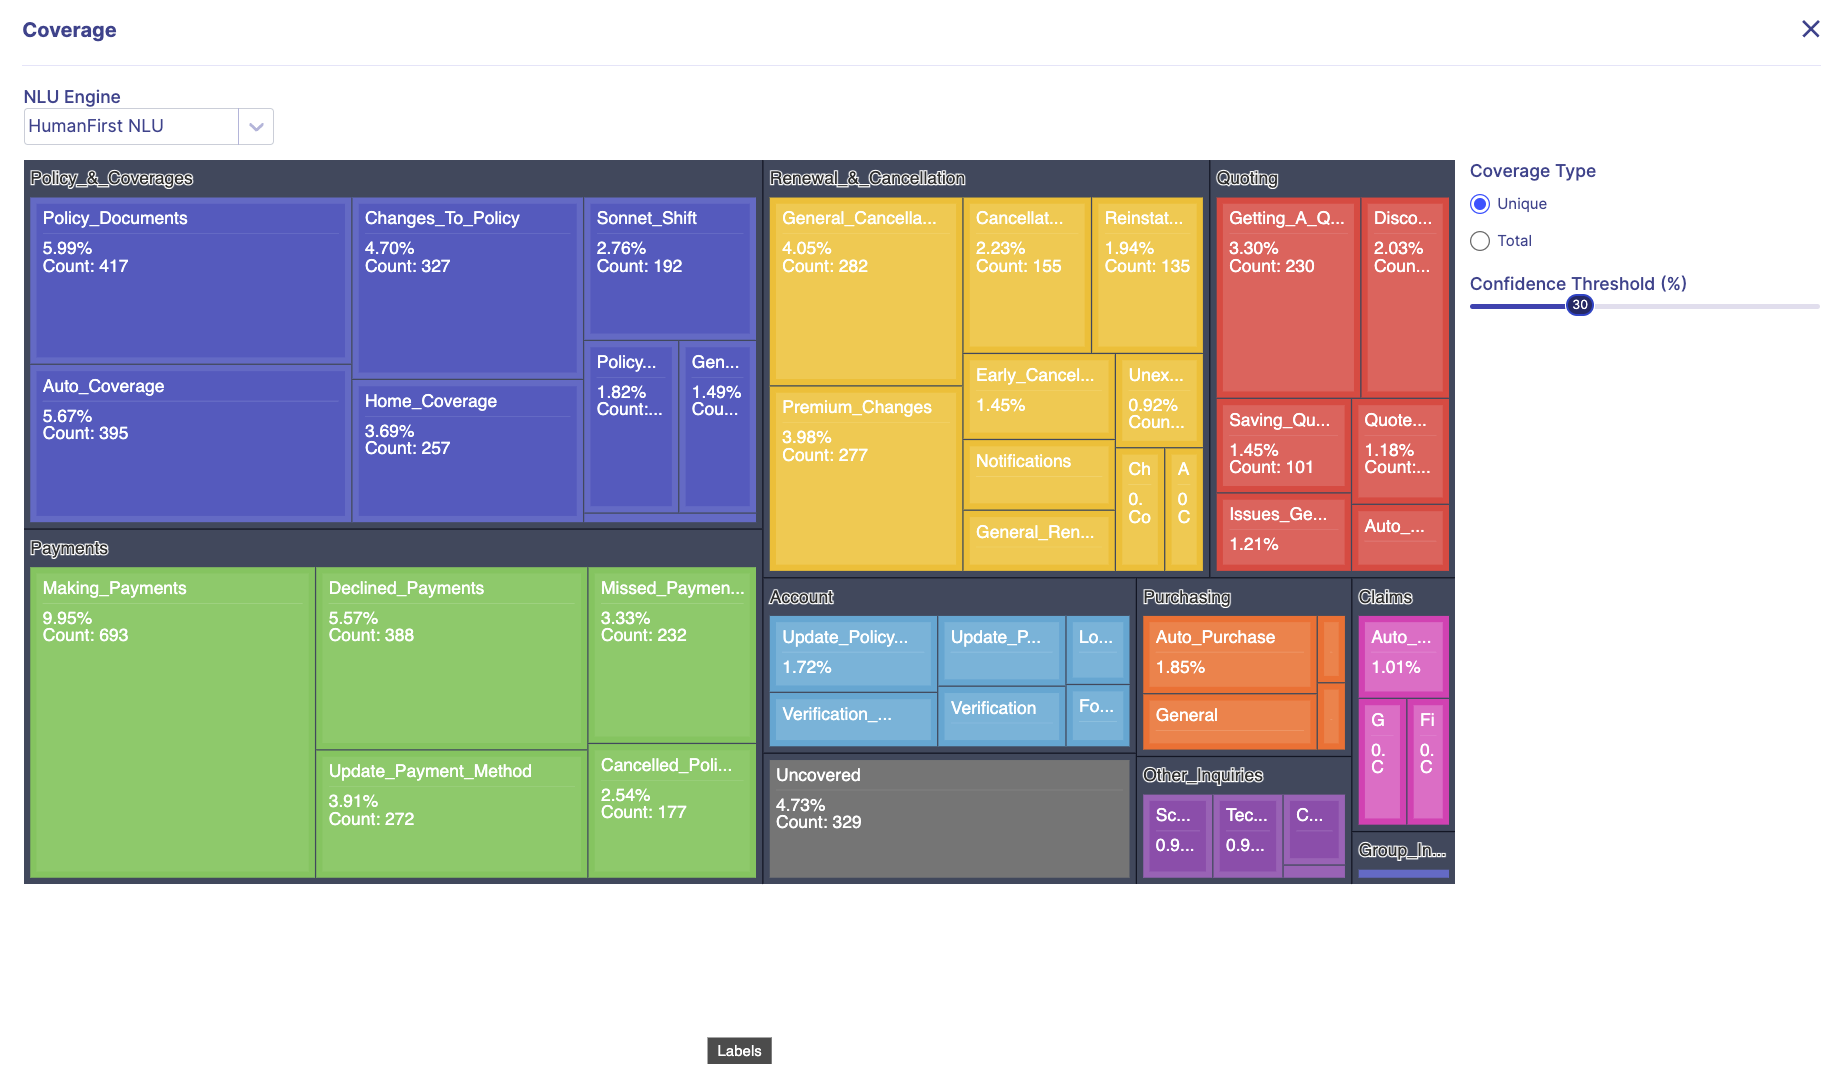 Coverage
NLU Engine
HumanFirst NLU
Policy_&_Coverages
Policy_Documents
5.99%
Count: 417
Changes_To_Policy
4.70%
Count: 327
Sonnet_Shift
2.76%
Count: 192
Auto_Coverage
5.67%
Count: 395
Home_Coverage
3.69%
Count: 257
Policy...
1.82%
Count:...
Gen...
1.49%
Cou...
Renewal_&_Cancellation
General_Cancella...
4.05%
Count: 282
Cancellat...
2.23%
Count: 155
Reinstat...
1.94%
Count: 135
Premium_Changes
3.98%
Count: 277
Early_Cancel...
1.45%
Unex...
0.92%
Coun...
Notifications
General_Ren...
Ch
0.
Co
A
0
C
Quoting
Getting_A_Q...
3.30%
Count: 230
Disco...
2.03%
Coun...
Saving_Qu...
1.45%
Count: 101
Quote...
1.18%
Count:...
Issues_Ge...
1.21%
Auto_...
Payments
Making_Payments
9.95%
Count: 693
Declined_Payments
5.57%
Count: 388
Missed_Paymen...
3.33%
Count: 232
Update_Payment_Method
3.91%
Count: 272
Cancelled_Poli...
2.54%
Count: 177
Account
Update_Policy...
1.72%
Update_P...
Lo...
Verification_...
Verification
Fo...
Uncovered
4.73%
Count: 329
Purchasing
Auto_Purchase
1.85%
General
Other_Inquiries
Sc...
0.9...
Tec...
0.9...
C...
Claims
Auto_...
1.01%
G
0.
C
Fi
0.
C
Group_In...
Coverage Type
Unique
Total
Confidence Threshold (%)
30
Labels